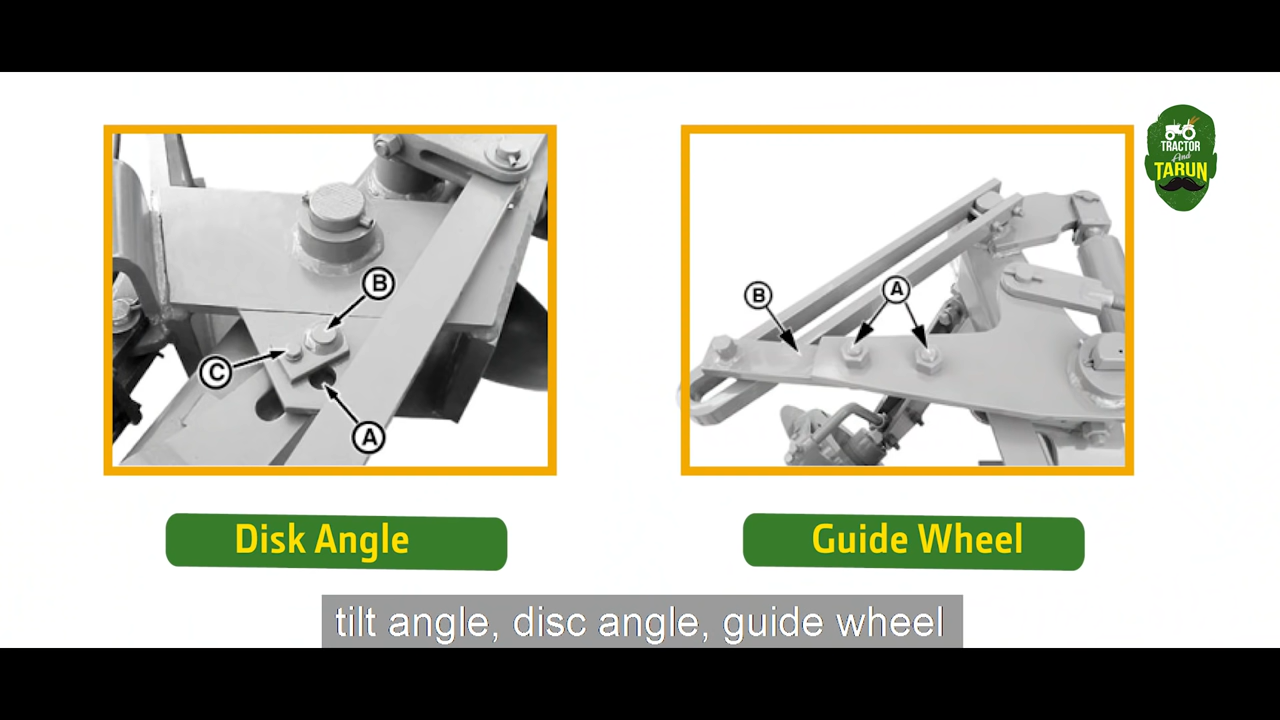 TRACTOR
And
TARUN
B
C
A
B
A
Disk Angle
Guide Wheel
tilt angle, disc angle, guide wheel